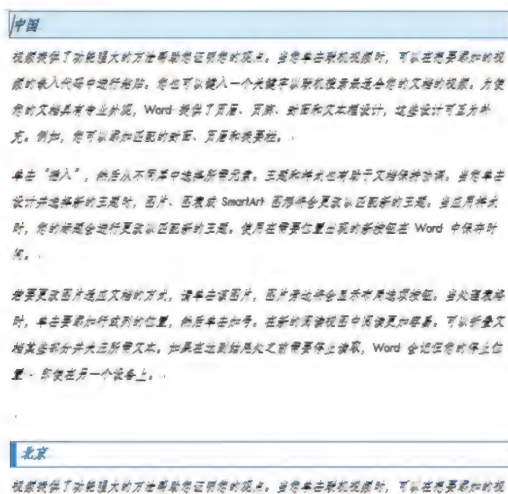 中国
视频提供了功能强大的方法帮助您证明您的观点。当您单击联机视频时，可以在想要添加的视
频的嵌入代码中进行粘贴。您也可以键入一个关键字以联机搜索最适合您的文档的视频。为使
您的文档具有专业外观，Word 提供了页眉、页脚、封面和文本框设计，这些设计可互为补
充。例如，您可以添加匹配的封面、页眉和提要栏。
单击“插入”，然后从不同库中选择所需元素。主题和样式也有助于文档保持协调。当您单击
设计并选择新的主题时，图片、图表或 SmartArt 图形将会更改以匹配新的主题。当应用样式
时，您的标题会进行更改以匹配新的主题。使用在需要位置出现的新按钮在 Word 中保存时
间。
若要更改图片适应文档的方式，请单击该图片，图片旁边将会显示布局选项按钮。当处理表格
时，单击要添加行或列的位置，然后单击加号。在新的阅读视图中阅读更加容易。可以折叠文
档某些部分并关注所需文本。如果在达到结尾处之前需要停止读取，Word 会记住您的停止位
置 - 即使在另一个设备上。
北京
视频提供了功能强大的方法帮助您证明您的观点。当您单击联机视频时，可以在想要添加的视